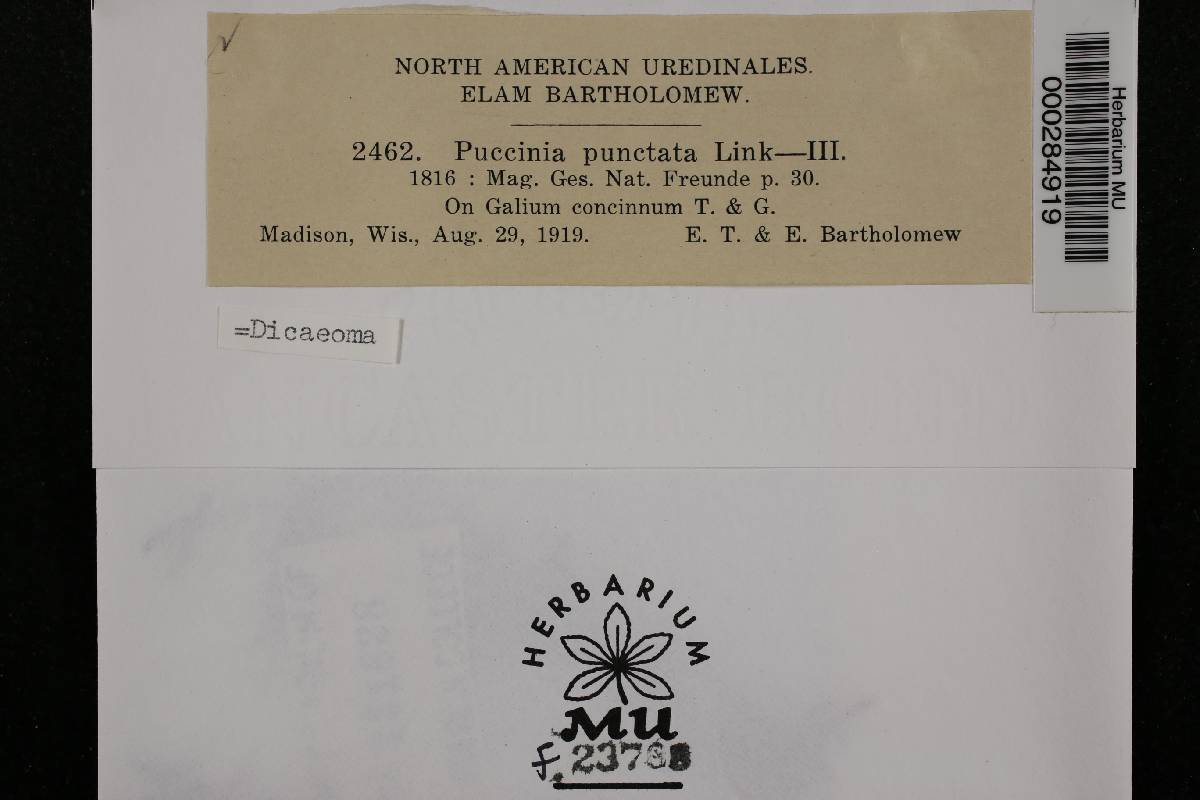 NORTH AMERICAN UREDINALES.
ELAM BARTHOLOMEW.
2462. Puccinia punctata Link—III.
1816 : Mag. Ges. Nat. Freunde p. 30.
On Galium concinnum T. & G.
Madison, Wis., Aug. 29, 1919. E. T. & E. Bartholomew
Herbarium MU
000284919
=Dicaeoma
HERBARIUM
MU